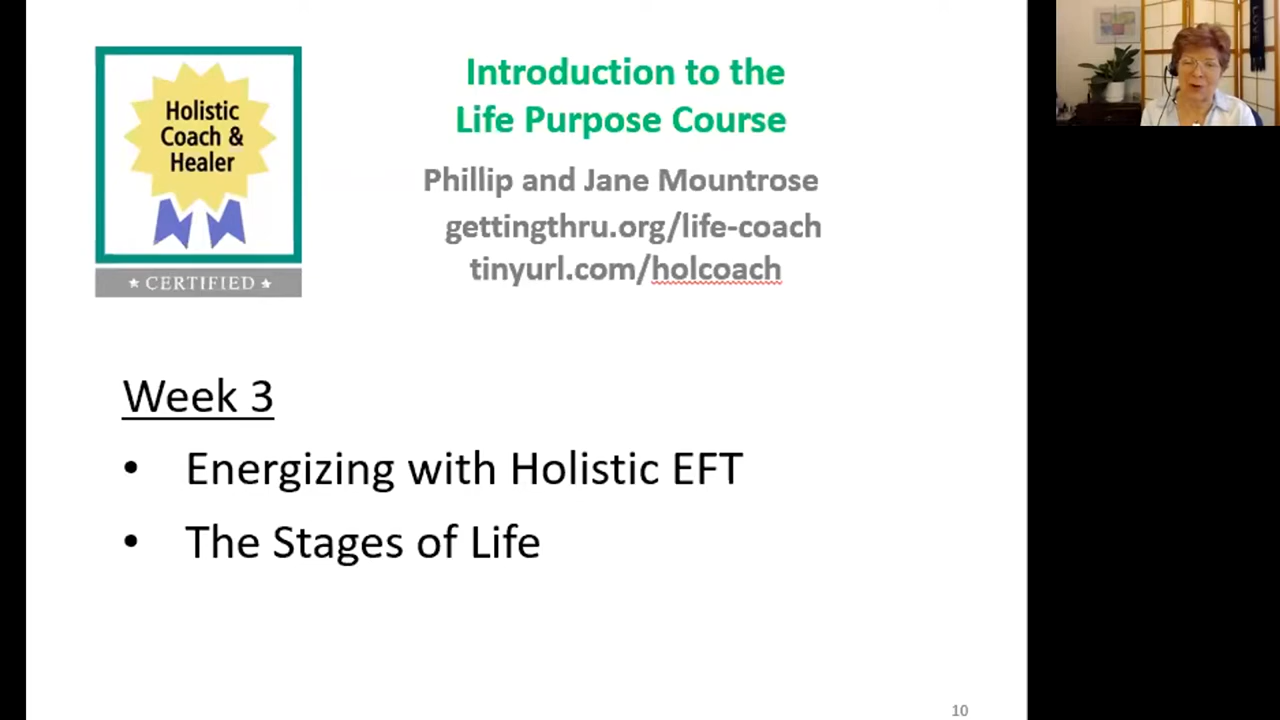 Holistic
Coach &
Healer
★ CERTIFIED ★
Introduction to the
Life Purpose Course
Phillip and Jane Mountrose
gettingthru.org/life-coach
tinyurl.com/holcoach
Week 3
• Energizing with Holistic EFT
• The Stages of Life
10
LOVE